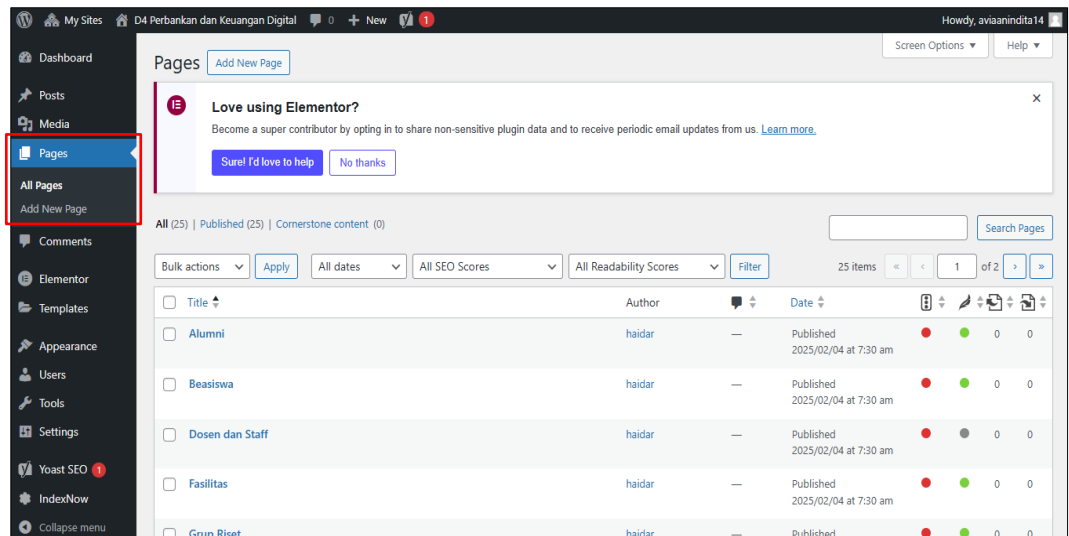 My Sites D4 Perbankan dan Keuangan Digital 0 + New 1 Howdy, aviaanindita14
Dashboard
Posts
Media
Pages
All Pages
Add New Page
Comments
Elementor
Templates
Appearance
Users
Tools
Settings
Yoast SEO 1
IndexNow
Collapse menu
Screen Options ▼ Help ▼
Pages Add New Page
Love using Elementor?
Become a super contributor by opting in to share non-sensitive plugin data and to receive periodic email updates from us. Learn more.
Sure! I'd love to help No thanks
All (25) | Published (25) | Cornerstone content (0)
Search Pages
Bulk actions Apply All dates All SEO Scores All Readability Scores Filter 25 items « ‹ 1 of 2 › »
Title Author Date
Alumni haidar — Published 0 0
2025/02/04 at 7:30 am
Beasiswa haidar — Published 0 0
2025/02/04 at 7:30 am
Dosen dan Staff haidar — Published 0 0
2025/02/04 at 7:30 am
Fasilitas haidar — Published 0 0
2025/02/04 at 7:30 am
Grup Riset haidar — Published 0 0